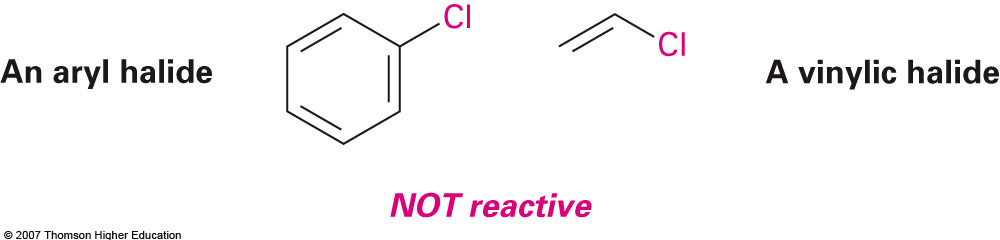 Cl
Cl
An aryl halide
A vinylic halide
NOT reactive
© 2007 Thomson Higher Education